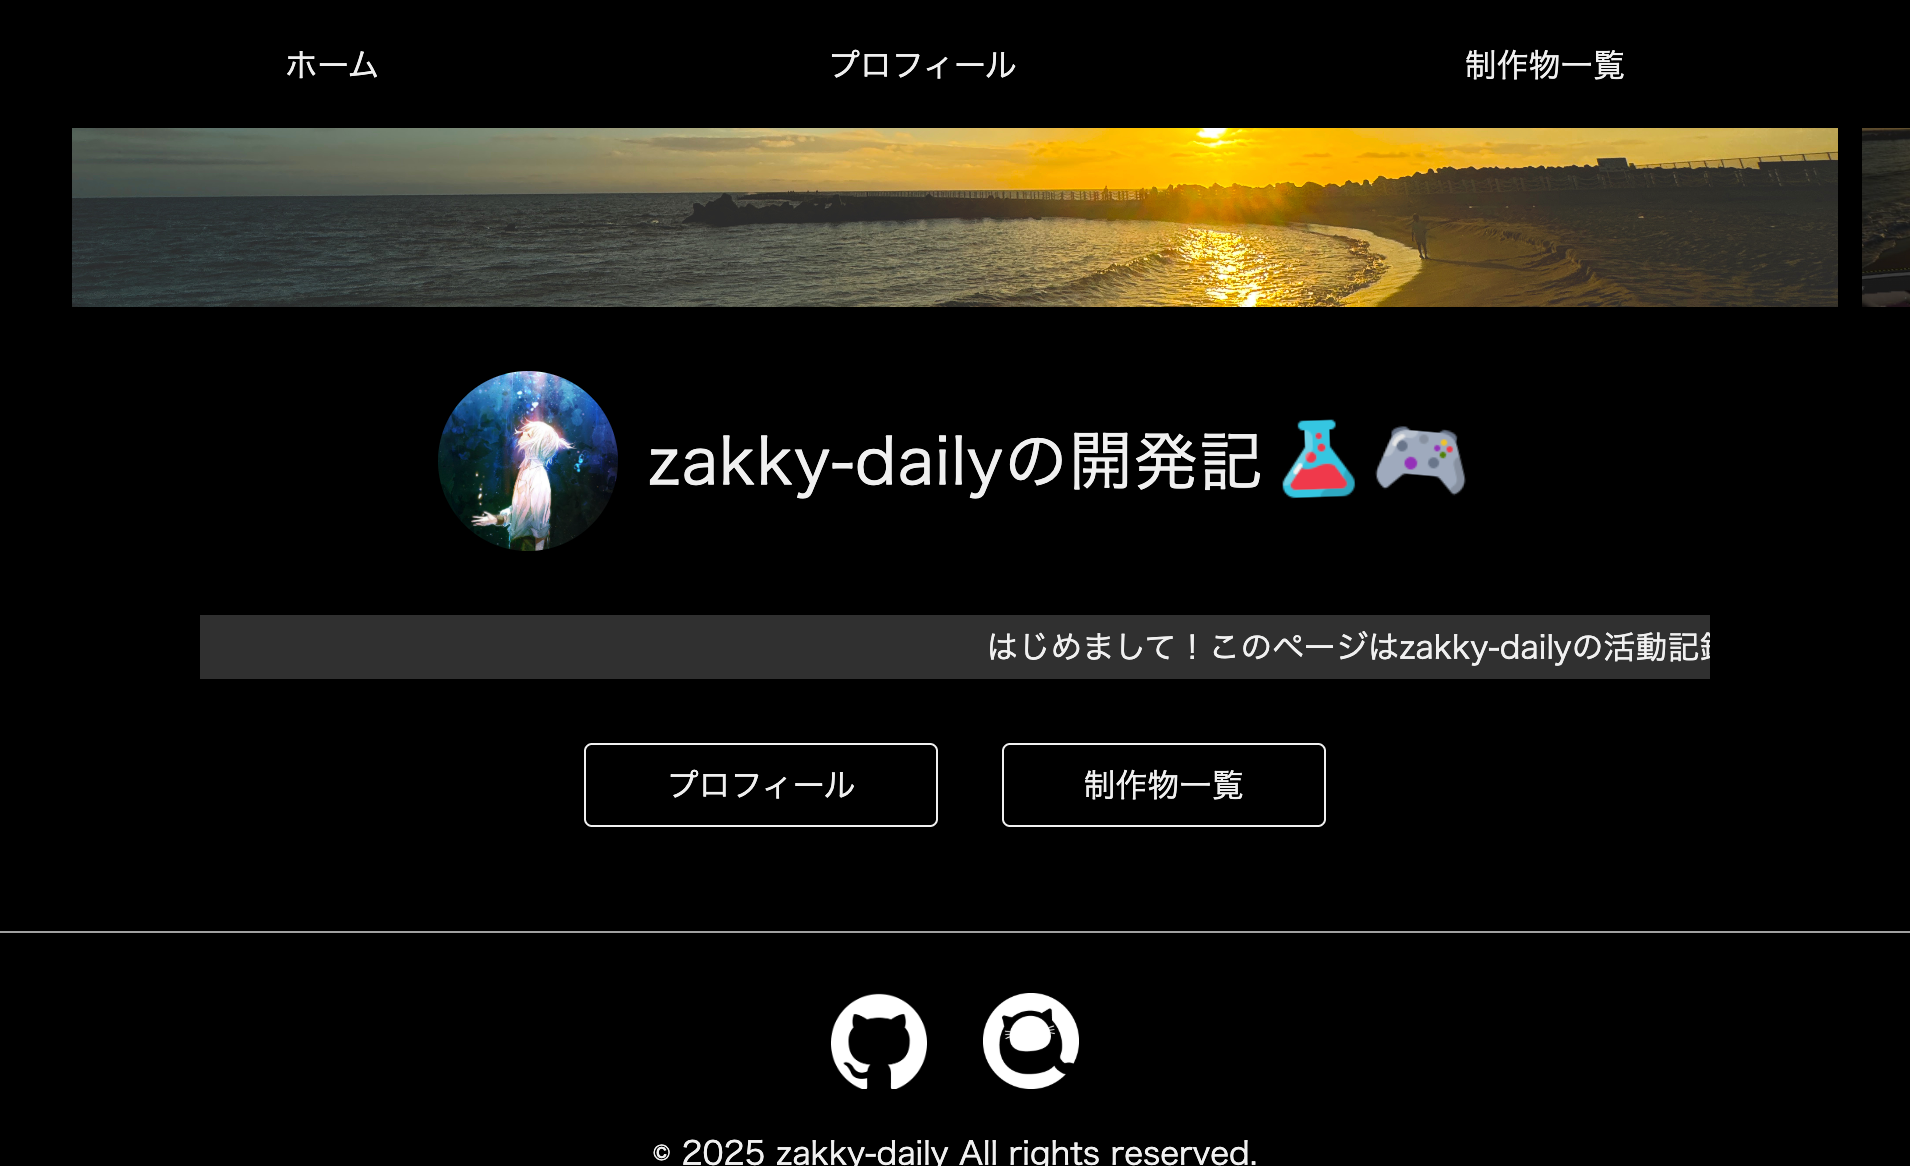 ホーム
プロフィール
制作物一覧
zakky-dailyの開発記
はじめまして！このページはzakky-dailyの活動記
プロフィール
制作物一覧
© 2025 zakky-daily All rights reserved.